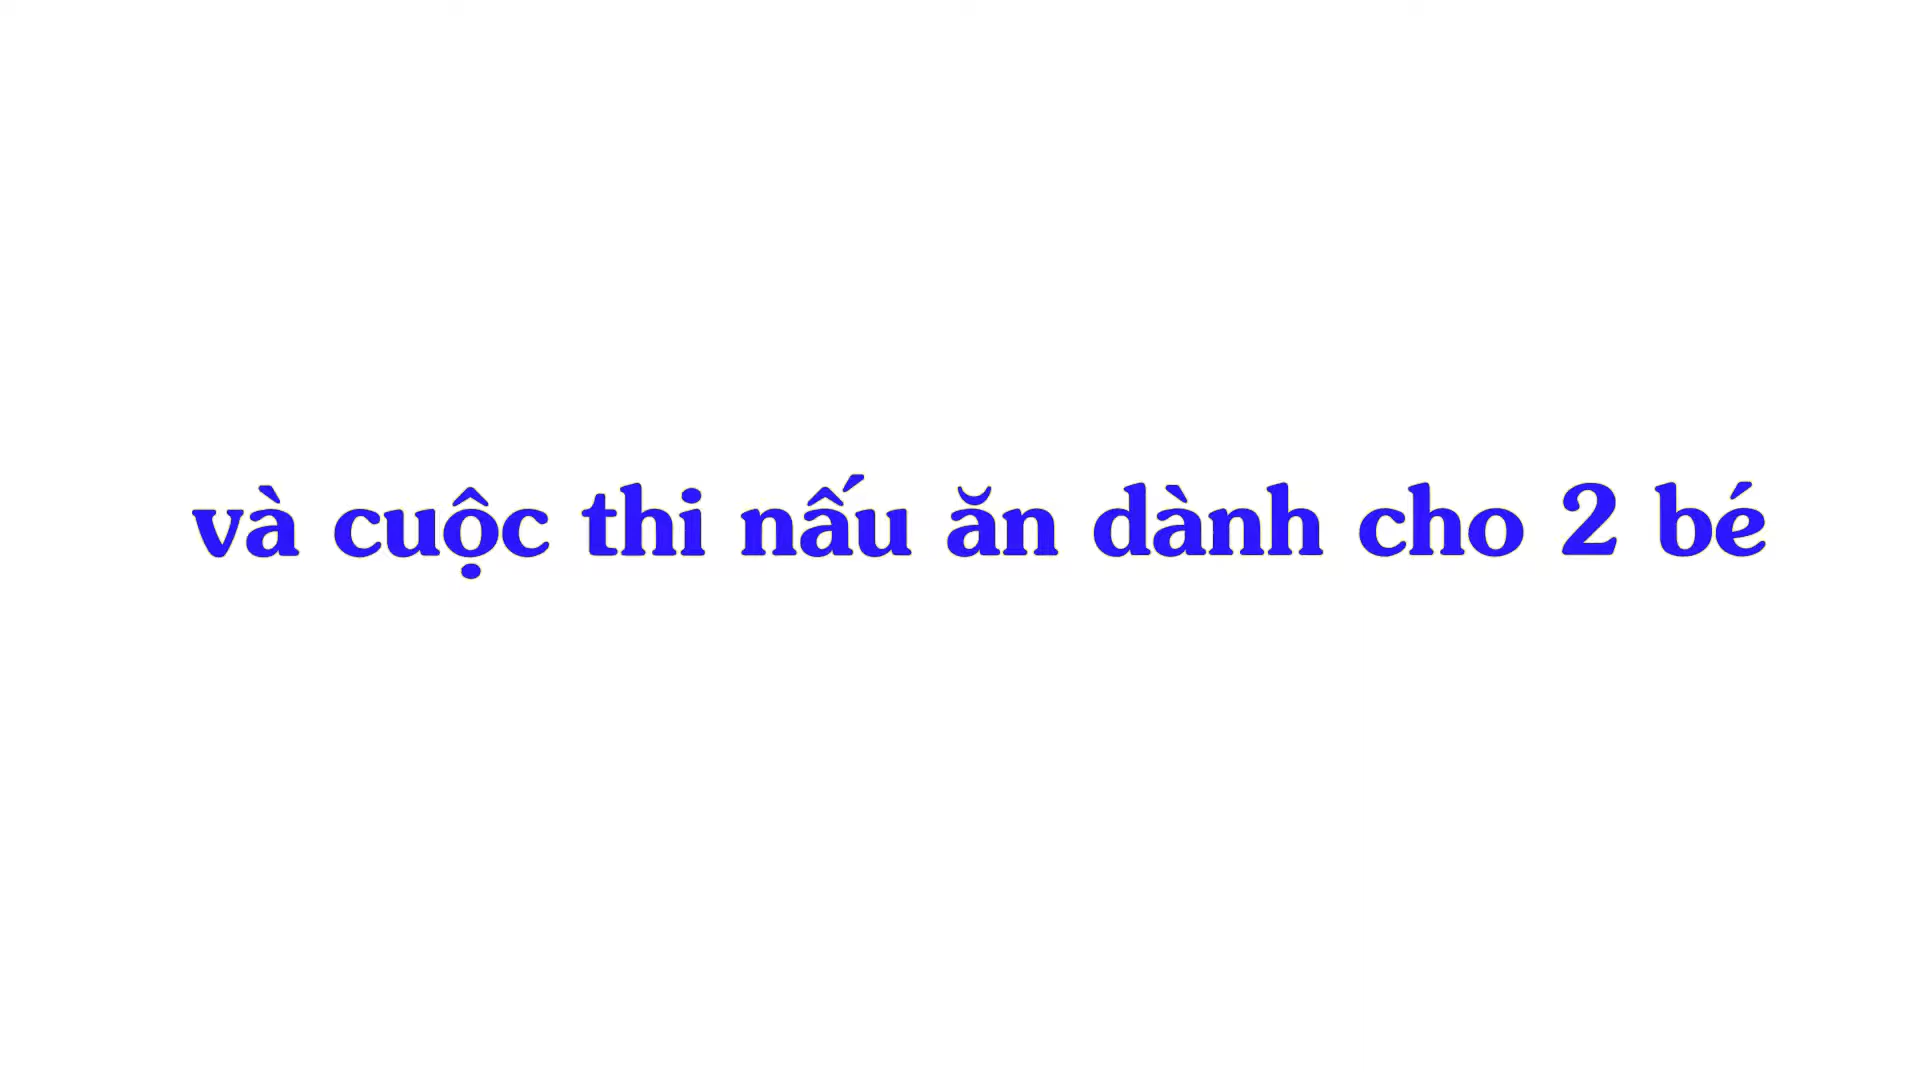 và cuộc thi nấu ăn dành cho 2 bé